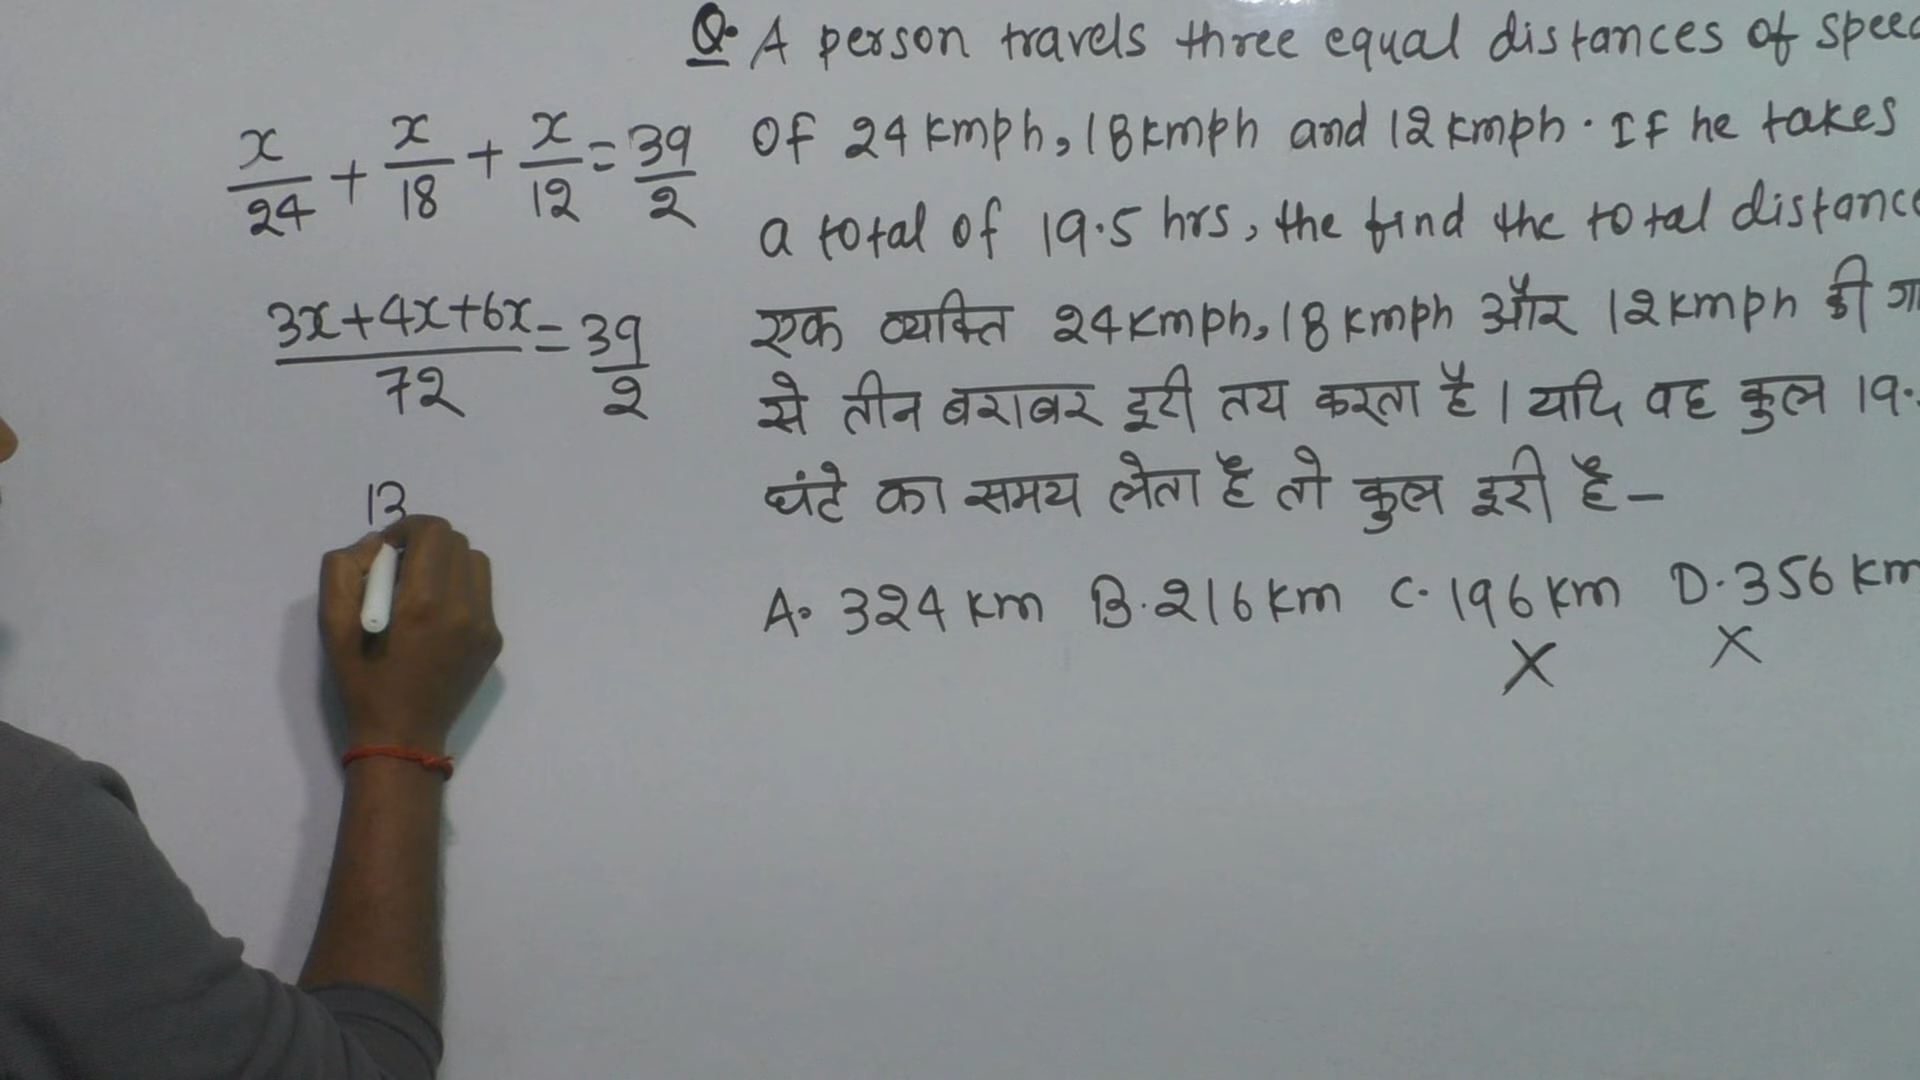 Q. A person travels three equal distances of speed
of 24 kmph, 18 kmph and 12 kmph. If he takes
a total of 19.5 hrs, the find the total distance
एक व्यक्ति 24 kmph, 18 kmph और 12 kmph की
से तीन बराबर दूरी तय करता है। यदि वह कुल 19.
घंटे का समय लेता है तो कुल दूरी है –
A. 324 km B. 216 km C. 196 km D. 356 km
X X
x/24 + x/18 + x/12 = 39/2
3x+4x+6x/72 = 39/2
13